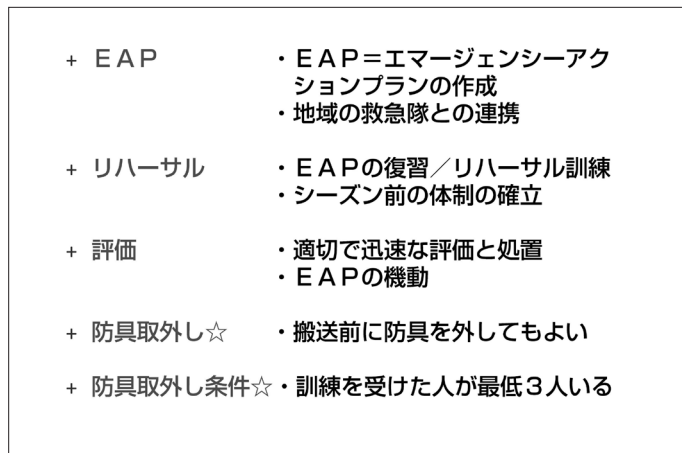 + ＥＡＰ ・ＥＡＰ＝エマージェンシーアク
ションプランの作成
・地域の救急隊との連携
+ リハーサル ・ＥＡＰの復習／リハーサル訓練
・シーズン前の体制の確立
+ 評価 ・適切で迅速な評価と処置
・ＥＡＰの機動
+ 防具取外し☆ ・搬送前に防具を外してもよい
+ 防具取外し条件☆・訓練を受けた人が最低３人いる